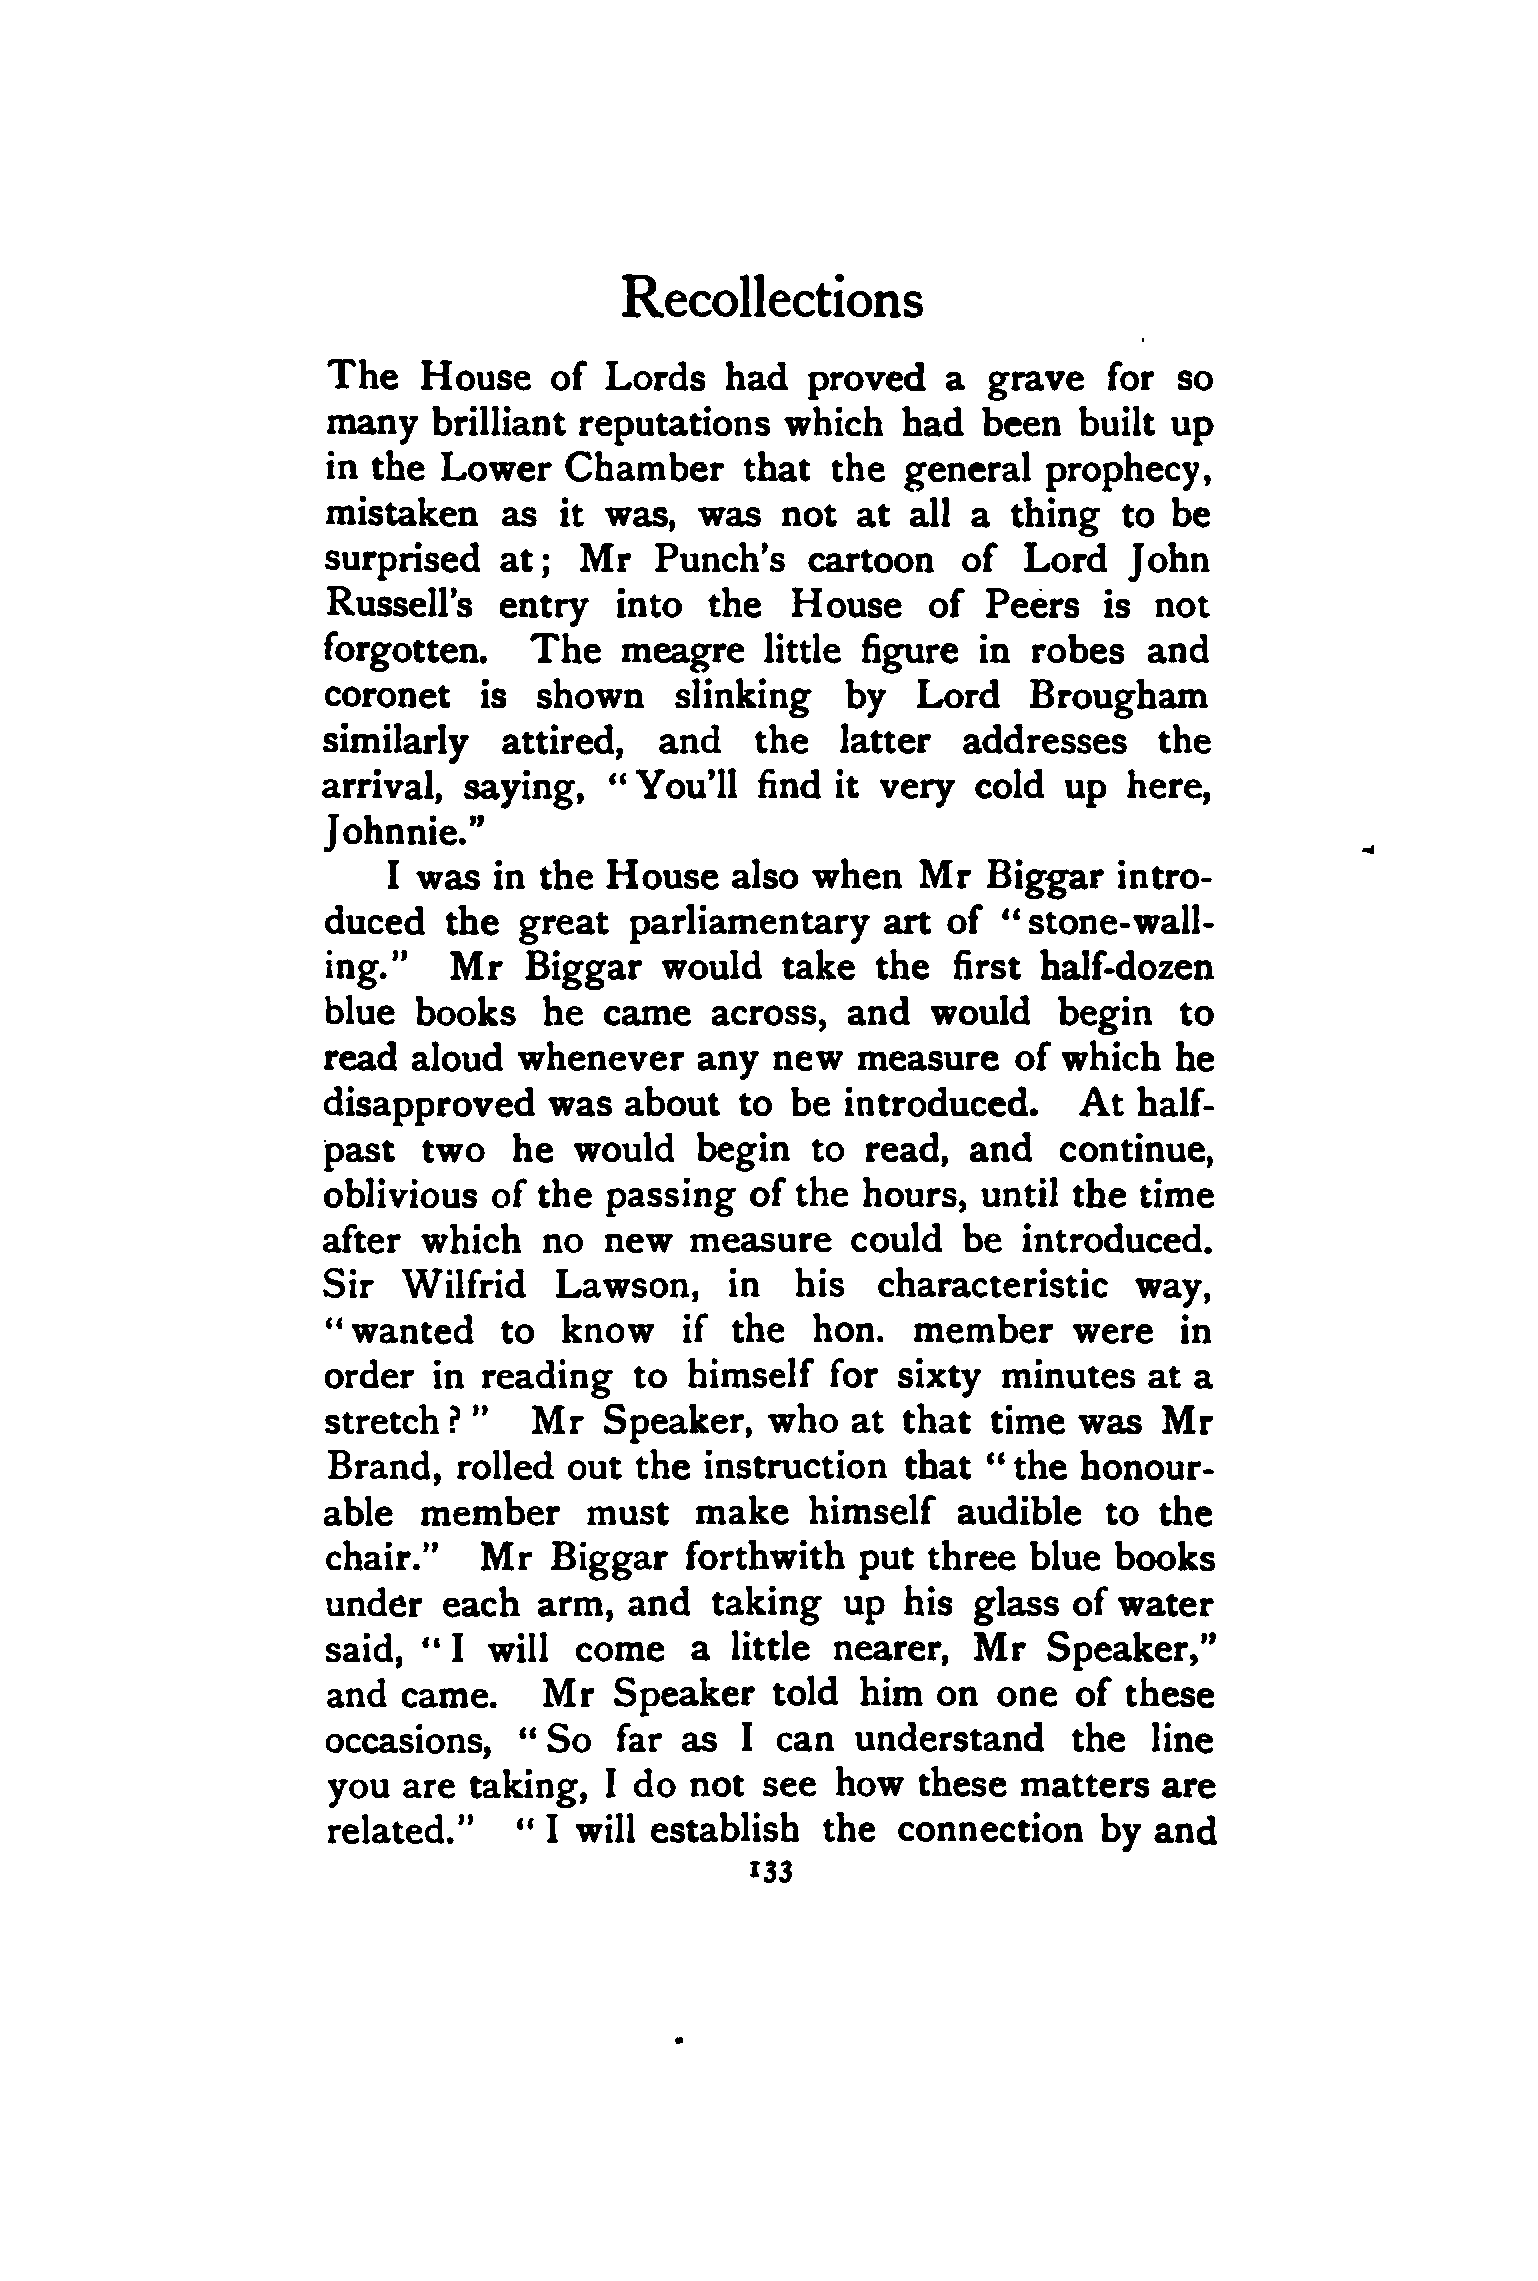 Recollections
The House of Lords had proved a grave for so
many brilliant reputations which had been built up
in the Lower Chamber that the general prophecy,
mistaken as it was, was not at all a thing to be
surprised at; Mr Punch's cartoon of Lord John
Russell's entry into the House of Peers is not
forgotten. The meagre little figure in robes and
coronet is shown slinking by Lord Brougham
similarly attired, and the latter addresses the
arrival, saying, "You'll find it very cold up here,
Johnnie."
I was in the House also when Mr Biggar intro-
duced the great parliamentary art of "stone-wall-
ing." Mr Biggar would take the first half-dozen
blue books he came across, and would begin to
read aloud whenever any new measure of which he
disapproved was about to be introduced. At half-
past two he would begin to read, and continue,
oblivious of the passing of the hours, until the time
after which no new measure could be introduced.
Sir Wilfrid Lawson, in his characteristic way,
"wanted to know if the hon. member were in
order in reading to himself for sixty minutes at a
stretch?" Mr Speaker, who at that time was Mr
Brand, rolled out the instruction that "the honour-
able member must make himself audible to the
chair." Mr Biggar forthwith put three blue books
under each arm, and taking up his glass of water
said, "I will come a little nearer, Mr Speaker,"
and came. Mr Speaker told him on one of these
occasions, "So far as I can understand the line
you are taking, I do not see how these matters are
related." "I will establish the connection by and
133